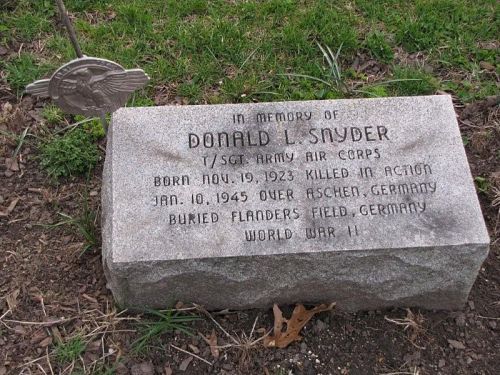 IN MEMORY OF
DONALD L. SNYDER
T/SGT. ARMY AIR CORPS
BORN NOV. 19, 1923 KILLED IN ACTION
JAN. 10, 1945 OVER ASCHEN, GERMANY
BURIED FLANDERS FIELD, GERMANY
WORLD WAR II